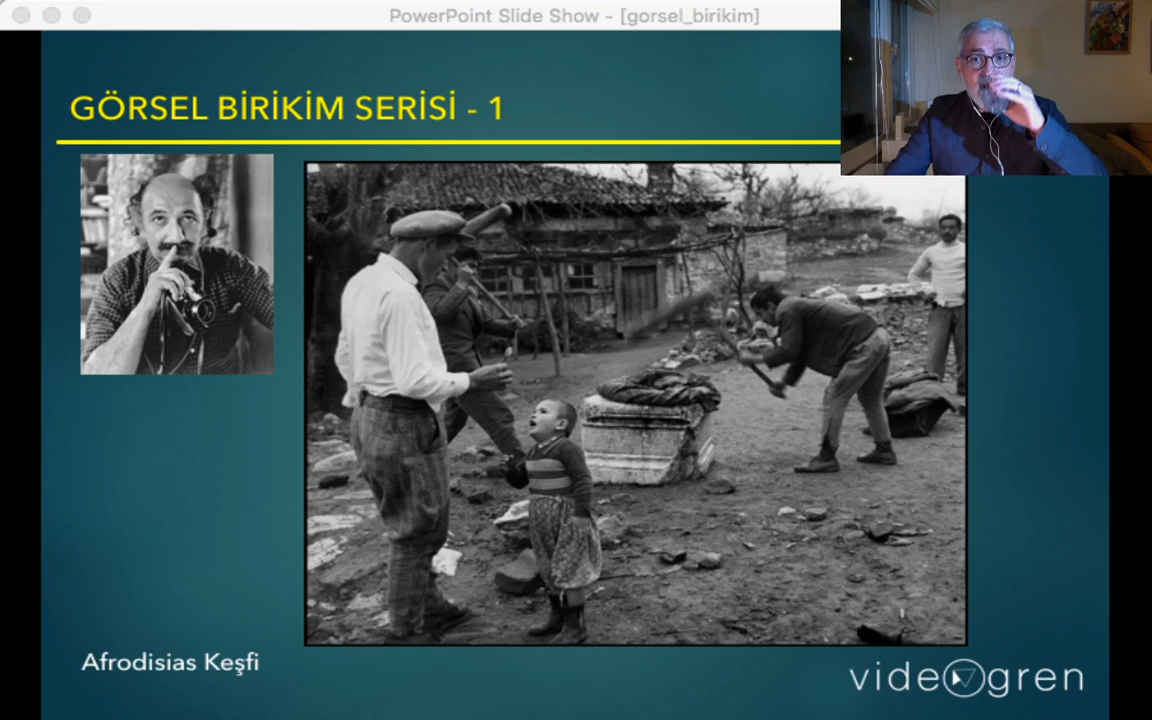 PowerPoint Slide Show - [gorsel_birikim]
GÖRSEL BİRİKİM SERİSİ - 1
Afrodisias Keşfi
videogren